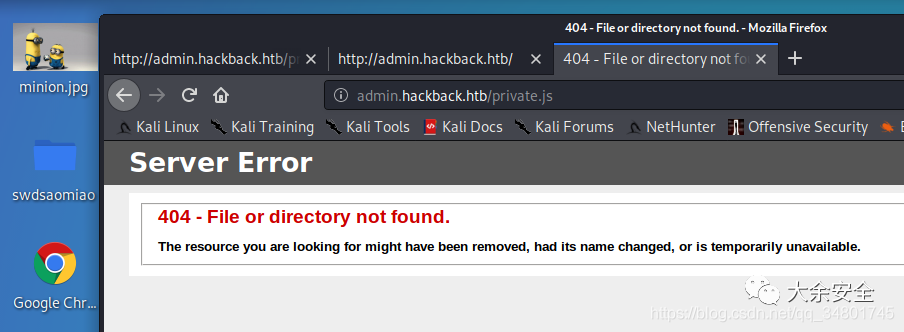 404 - File or directory not found. - Mozilla Firefox
http://admin.hackback.htb/pr
http://admin.hackback.htb/
404 - File or directory not fo
admin.hackback.htb/private.js
Kali Linux Kali Training Kali Tools Kali Docs Kali Forums NetHunter Offensive Security
minion.jpg
swdsaomiao
Google Chr...
Server Error
404 - File or directory not found.
The resource you are looking for might have been removed, had its name changed, or is temporarily unavailable.
大余安全
https://blog.csdn.net/qq_34801745